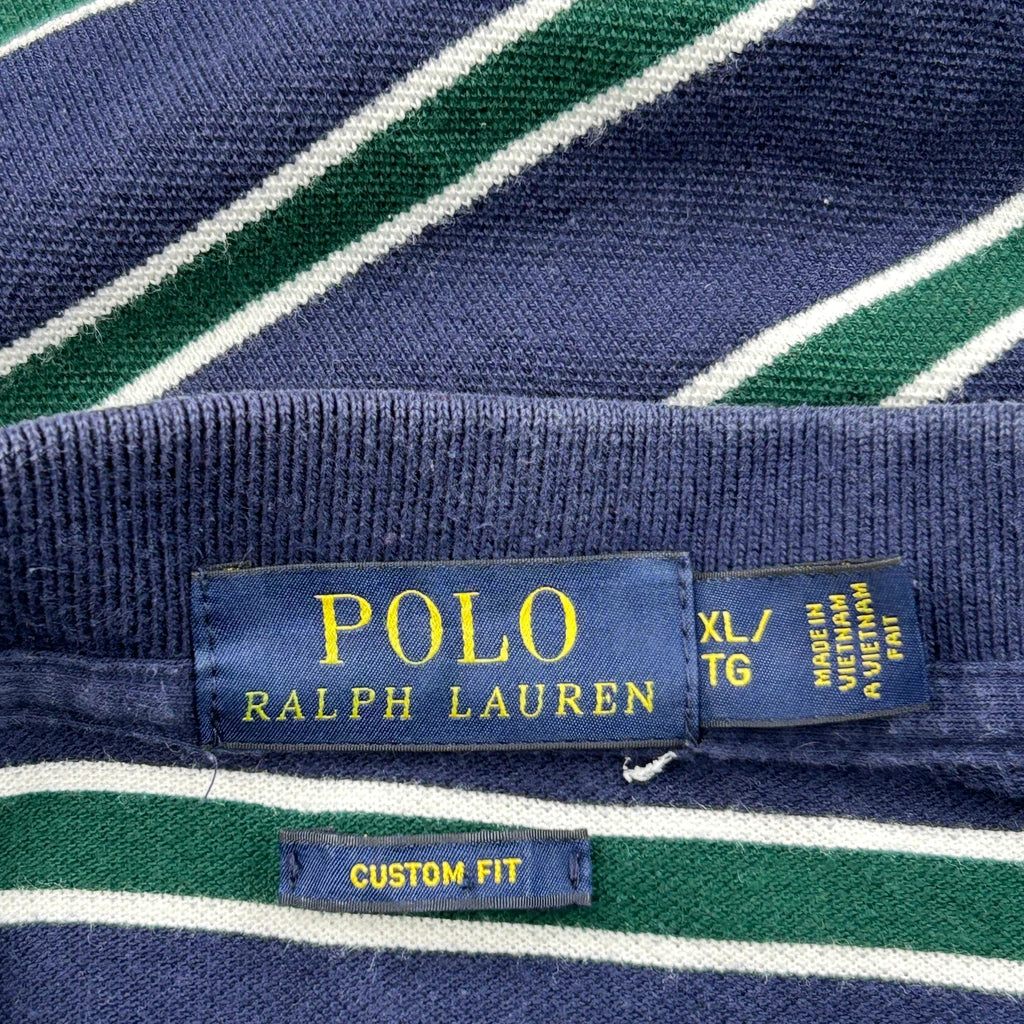 POLO
RALPH LAUREN
XL/
TG
MADE IN
VIETNAM
A VIETNAM
FAIT
CUSTOM FIT